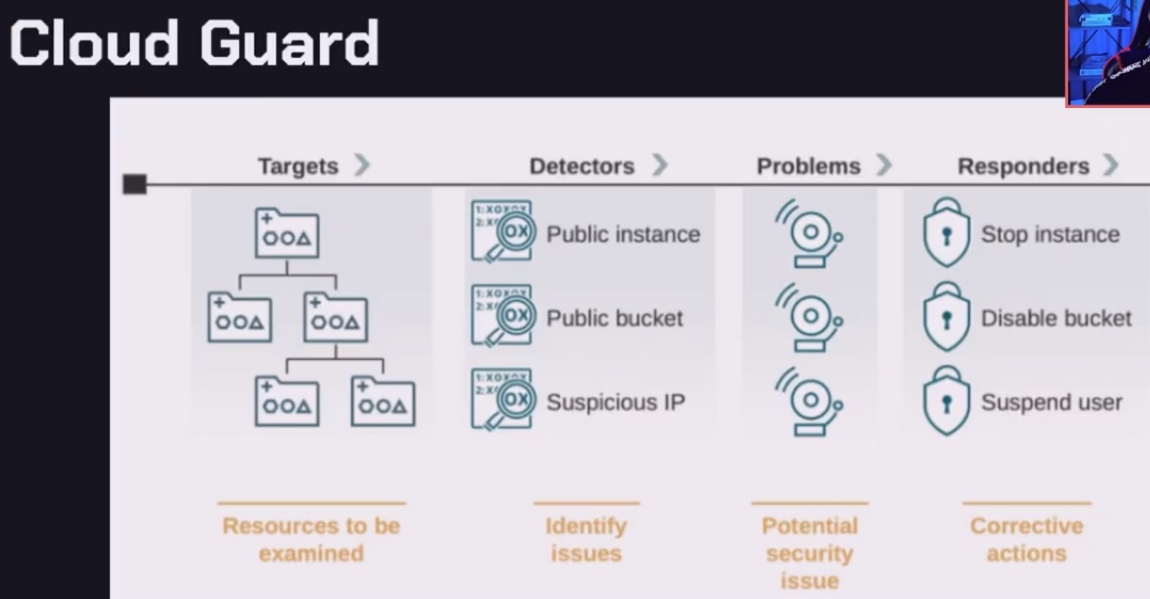 Cloud Guard
Targets
Detectors
Problems
Responders
Public instance
Stop instance
Public bucket
Disable bucket
Suspicious IP
Suspend user
Resources to be
examined
Identify
issues
Potential
security
issue
Corrective
actions